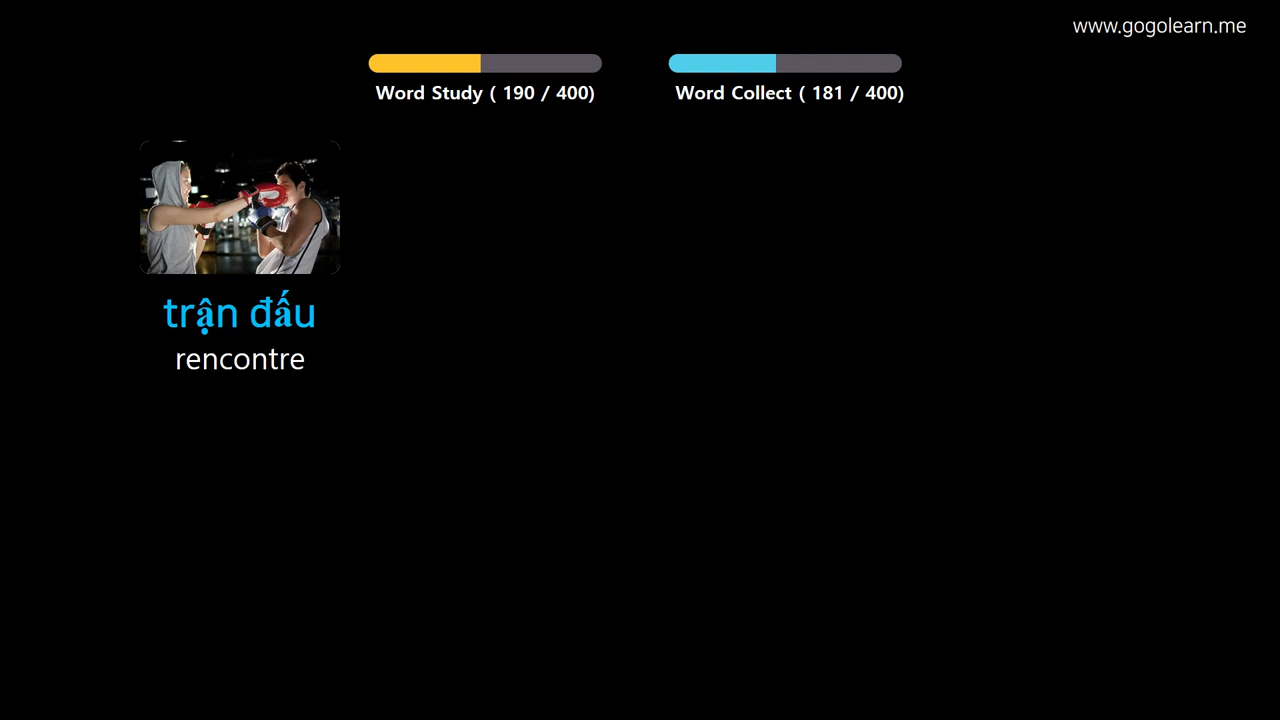 www.gogolearn.me
Word Study ( 190 / 400)
Word Collect ( 181 / 400)
trận đấu
rencontre